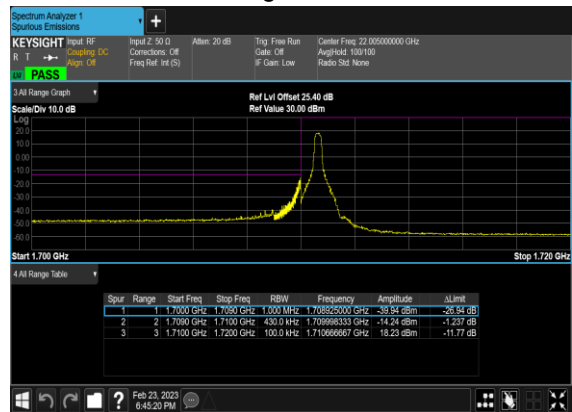 Spectrum Analyzer 1
Spurious Emissions
KEYSIGHT Input: RF Input Z: 50 Ω Atten: 20 dB Trig: Free Run Center Freq: 22.005000000 GHz
R T Coupling: DC Corrections: Off Gate: Off Avg|Hold: 100/100
Align: Off Freq Ref: Int (S) IF Gain: Low Radio Std: None
PASS
3 All Range Graph
Ref Lvl Offset 25.40 dB
Scale/Div 10.0 dB Ref Value 30.00 dBm
Log
20.0
10.0
0.00
-10.0
-20.0
-30.0
-40.0
-50.0
-60.0
Start 1.700 GHz Stop 1.720 GHz
4 All Range Table
Spur Range Start Freq Stop Freq RBW Frequency Amplitude ΔLimit
1 1 1.7000 GHz 1.7090 GHz 1.000 MHz 1.708925000 GHz -39.94 dBm -26.94 dB
2 2 1.7090 GHz 1.7100 GHz 430.0 kHz 1.709998333 GHz -14.24 dBm -1.237 dB
3 3 1.7100 GHz 1.7200 GHz 100.0 kHz 1.710666667 GHz 18.23 dBm -11.77 dB
Feb 23, 2023
6:45:20 PM